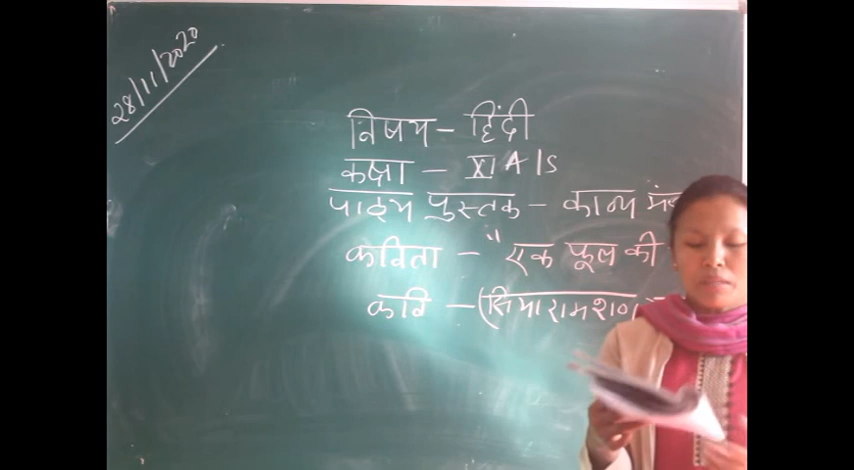 28/11/2020
विषय - हिंदी
कक्षा - XI A/S
पाठ्य पुस्तक - काव्य
कविता - "एक फूल की
कवि - (सियारामशरण